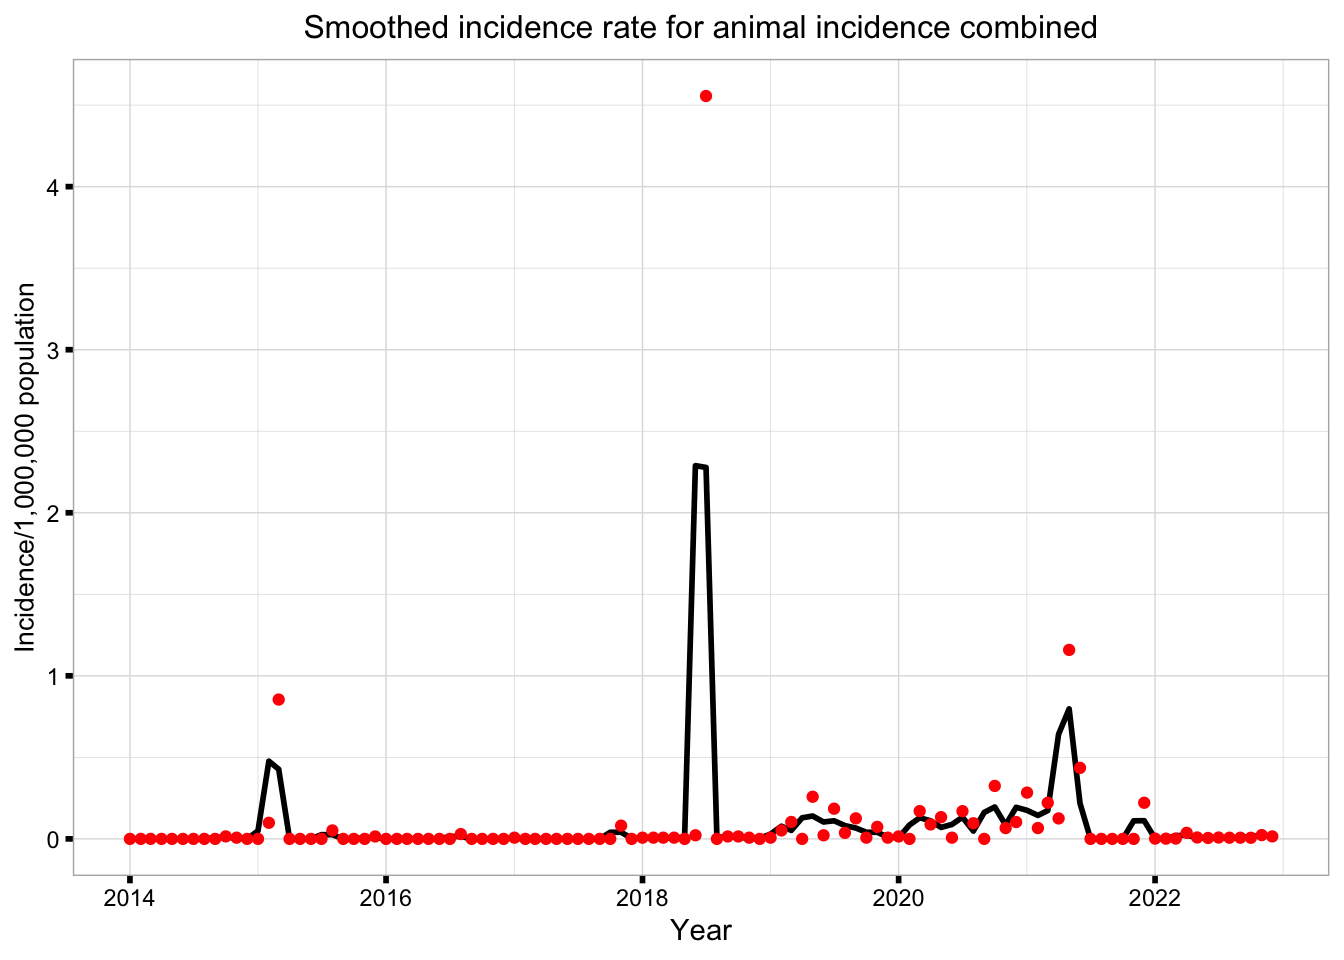 Smoothed incidence rate for animal incidence combined
Incidence/1,000,000 population
4
3
2
1
0
2014 2016 2018 2020 2022
Year